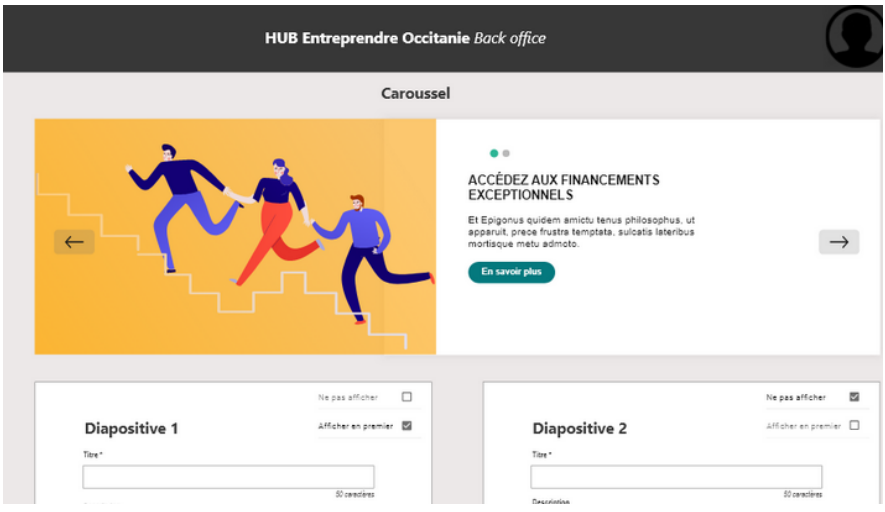 HUB Entreprendre Occitanie Back office
Caroussel
ACCÉDEZ AUX FINANCEMENTS
EXCEPTIONNELS
Et Epigonus quidem amictu tenus philosophus, ut
apparuit, prece frustra temptata, sulcatis lateribus
mortisque metu admoto.
En savoir plus
Ne pas afficher
Diapositive 1
Afficher en premier
Titre *
50 caractères
Ne pas afficher
Diapositive 2
Afficher en premier
Titre *
50 caractères
Description